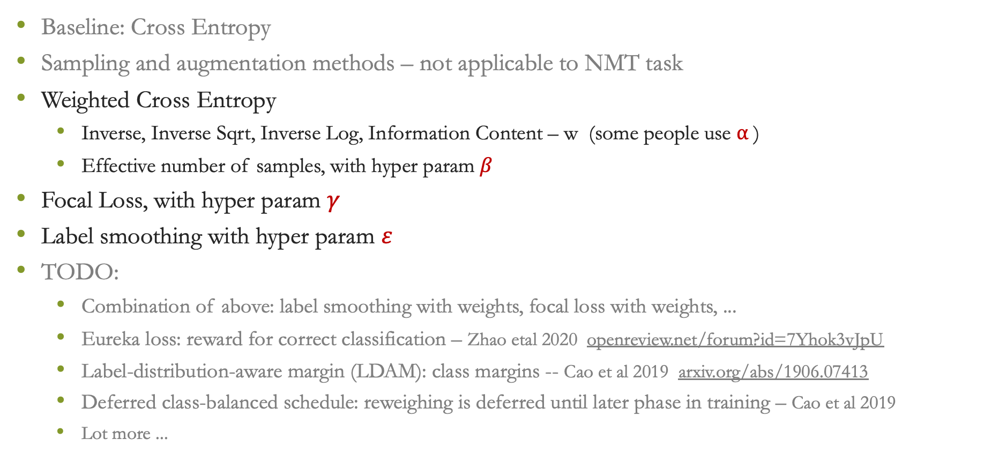 • Baseline: Cross Entropy
• Sampling and augmentation methods – not applicable to NMT task
• Weighted Cross Entropy
• Inverse, Inverse Sqrt, Inverse Log, Information Content – w (some people use α )
• Effective number of samples, with hyper param β
• Focal Loss, with hyper param γ
• Label smoothing with hyper param ε
• TODO:
• Combination of above: label smoothing with weights, focal loss with weights, ...
• Eureka loss: reward for correct classification – Zhao etal 2020 openreview.net/forum?id=7Yhok3vJpU
• Label-distribution-aware margin (LDAM): class margins -- Cao et al 2019 arxiv.org/abs/1906.07413
• Deferred class-balanced schedule: reweighing is deferred until later phase in training – Cao et al 2019
• Lot more ...